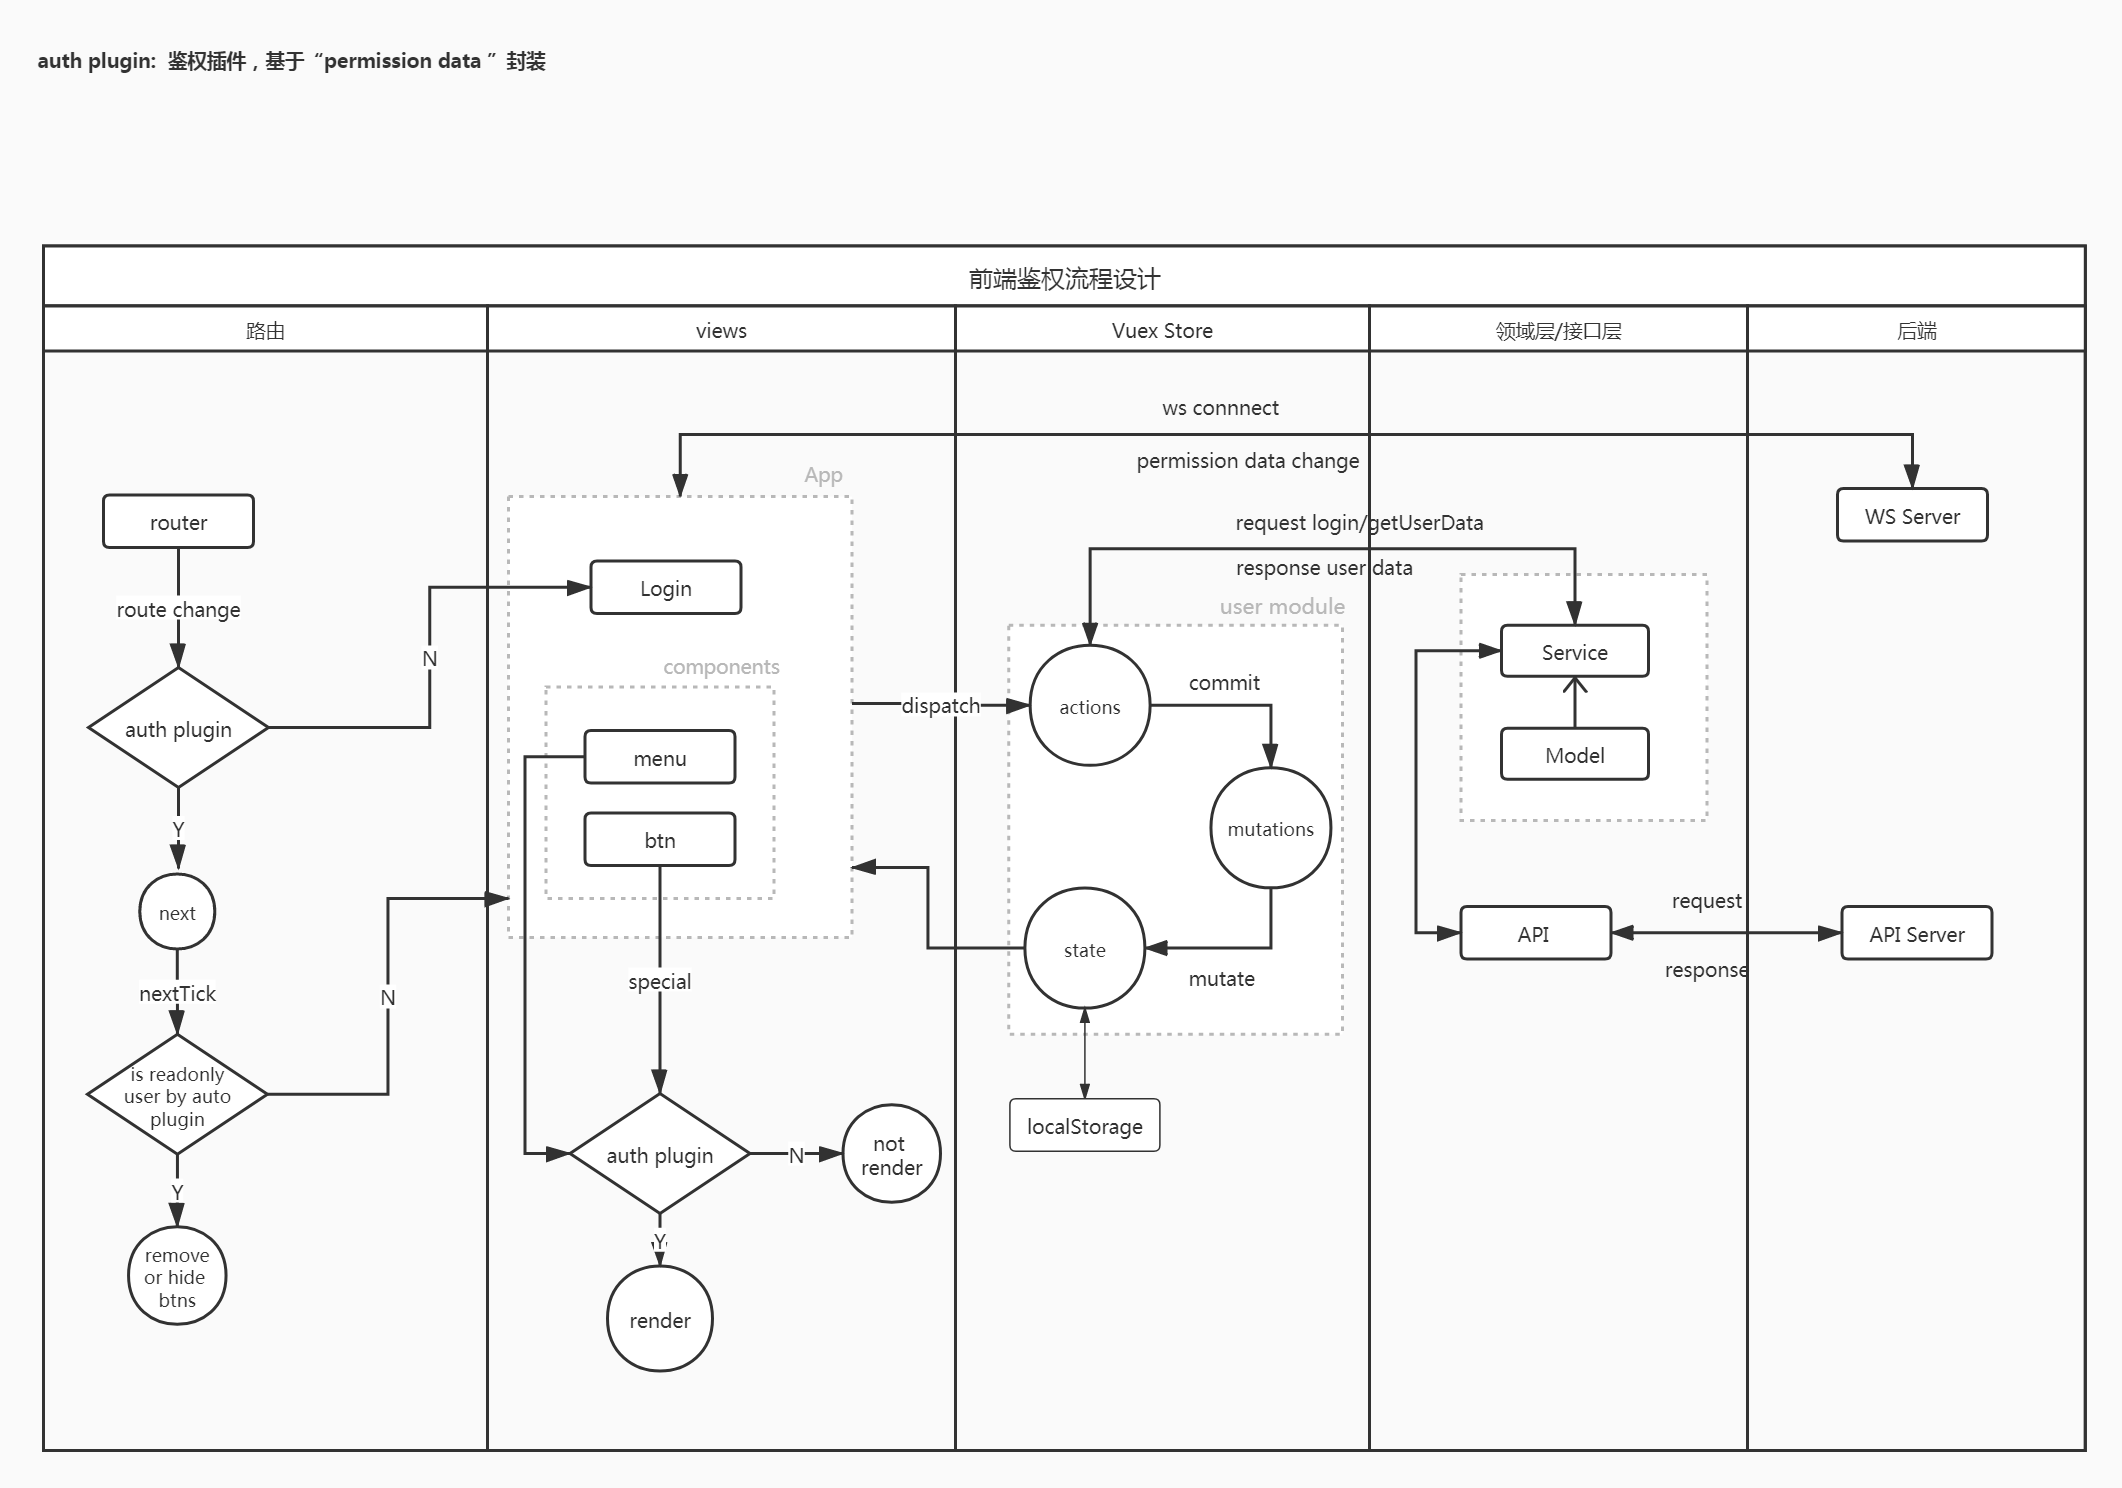 auth plugin: 鉴权插件，基于“permission data ”封装
前端鉴权流程设计
路由
views
Vuex Store
领域层/接口层
后端
ws connnect
permission data change
App
router
WS Server
request login/getUserData
response user data
Login
route change
user module
N
Service
components
dispatch
actions
commit
auth plugin
menu
Model
Y
btn
mutations
next
request
API
API Server
state
response
nextTick
N
special
mutate
is readonly
user by auto
plugin
localStorage
auth plugin
N
not
render
Y
Y
remove
or hide
btns
render